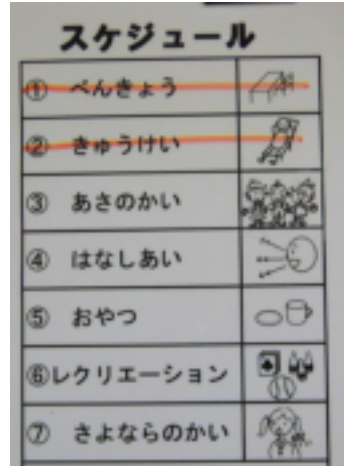 スケジュール
① べんきょう
② きゅうけい
③ あさのかい
④ はなしあい
⑤ おやつ
⑥レクリエーション
⑦ さよならのかい